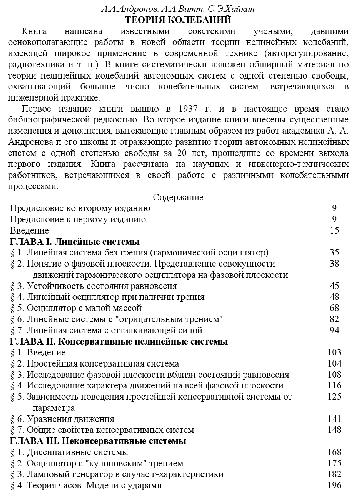 А.А.Андронов, А.А.Витт, С.Э.Хайкин
ТЕОРИЯ КОЛЕБАНИЙ
Книга написана известными советскими учеными, давшими
основополагающие работы в новой области теории нелинейных колебаний,
имеющей широкое применение в современной технике (авторегулирование,
радиотехника и т. п.). В книге систематически изложен обширный материал по
теории нелинейных колебаний автономных систем с одной степенью свободы,
охватывающий большое число колебательных систем, встречающихся в
инженерной практике.
Первое издание книги вышло в 1937 г. и в настоящее время стало
библиографической редкостью. Во второе издание книги внесены существенные
изменения и дополнения, вытекающие главным образом из работ академика А. А.
Андронова и его школы и отражающие развитие теории автономных нелинейных
систем с одной степенью свободы за 20 лет, прошедшие со времени выхода
первого издания. Книга рассчитана на научных и инженерно-технических
работников, встречающихся в своей работе с различными колебательными
процессами.
Содержание
Предисловие ко второму изданию 9
Предисловие к первому изданию 9
Введение 15
ГЛАВА I. Линейные системы
§ 1. Линейная система без трения (гармонический осциллятор) 35
§ 2. Понятие о фазовой плоскости. Представление совокупности 38
движений гармонического осциллятора на фазовой плоскости
§ 3. Устойчивость состояния равновесия 45
§ 4. Линейный осциллятор при наличии трения 48
§ 5. Осциллятор с малой массой 68
§ 6. Линейные системы с "отрицательным трением" 82
§ 7. Линейная система с отталкивающей силой 94
ГЛАВА II. Консервативные нелинейные системы
§ 1. Введение 103
§ 2. Простейшая консервативная система 104
§ 3. Исследование фазовой плоскости вблизи состояний равновесия 108
§ 4. Исследование характера движений на всей фазовой плоскости 116
§ 5. Зависимость поведения простейшей консервативной системы от 125
параметра
§ 6. Уравнения движения 141
§ 7. Общие свойства консервативных систем 148
ГЛАВА III. Неконсервативные системы
§ 1. Диссипативные системы 168
§ 2. Осциллятор с "кулоновским" трением 175
§ 3. Ламповый генератор в случае г-характеристики 182
§ 4. Теория часов. Модели с ударами 196